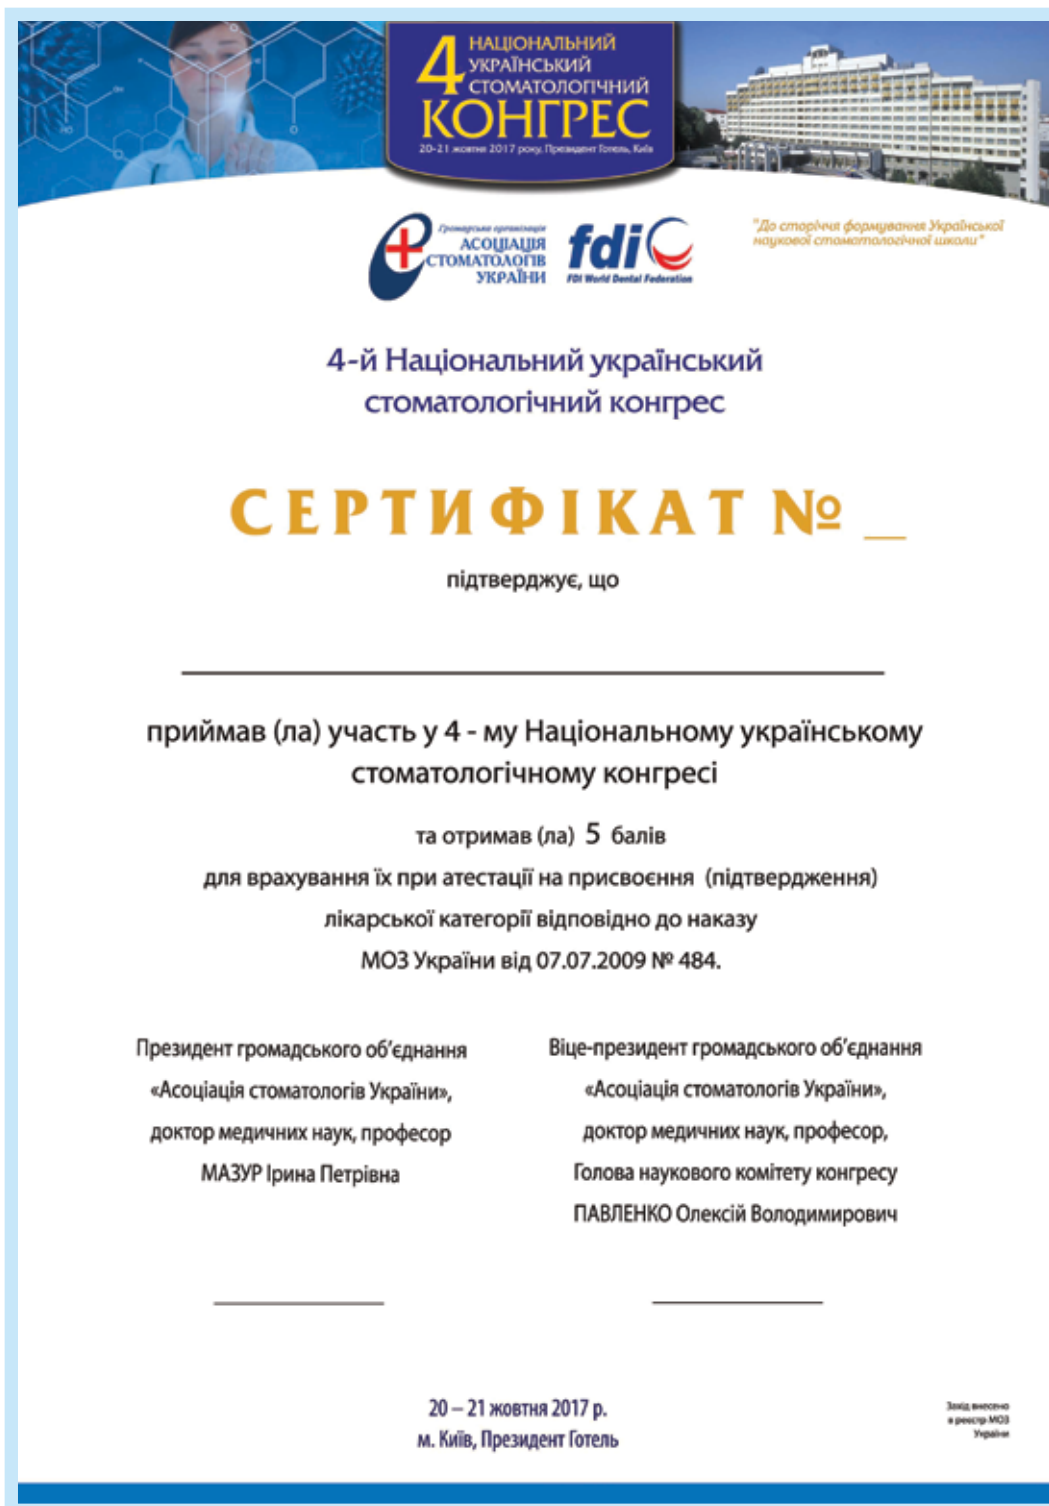 4 НАЦІОНАЛЬНИЙ
УКРАЇНСЬКИЙ
СТОМАТОЛОГІЧНИЙ
КОНГРЕС
20-21 жовтня 2017 року, Президент Готель, Київ
Громадська організація
АСОЦІАЦІЯ
СТОМАТОЛОГІВ
УКРАЇНИ
fdi
FDI World Dental Federation
"До сторіччя формування Української
наукової стоматологічної школи"
4-й Національний український
стоматологічний конгрес
СЕРТИФІКАТ № _
підтверджує, що
приймав (ла) участь у 4 - му Національному українському
стоматологічному конгресі
та отримав (ла) 5 балів
для врахування їх при атестації на присвоєння (підтвердження)
лікарської категорії відповідно до наказу
МОЗ України від 07.07.2009 № 484.
Президент громадського об’єднання
«Асоціація стоматологів України»,
доктор медичних наук, професор
МАЗУР Ірина Петрівна
Віце-президент громадського об’єднання
«Асоціація стоматологів України»,
доктор медичних наук, професор,
Голова наукового комітету конгресу
ПАВЛЕНКО Олексій Володимирович
20 – 21 жовтня 2017 р.
м. Київ, Президент Готель
Захід внесено
в реєстр МОЗ
України